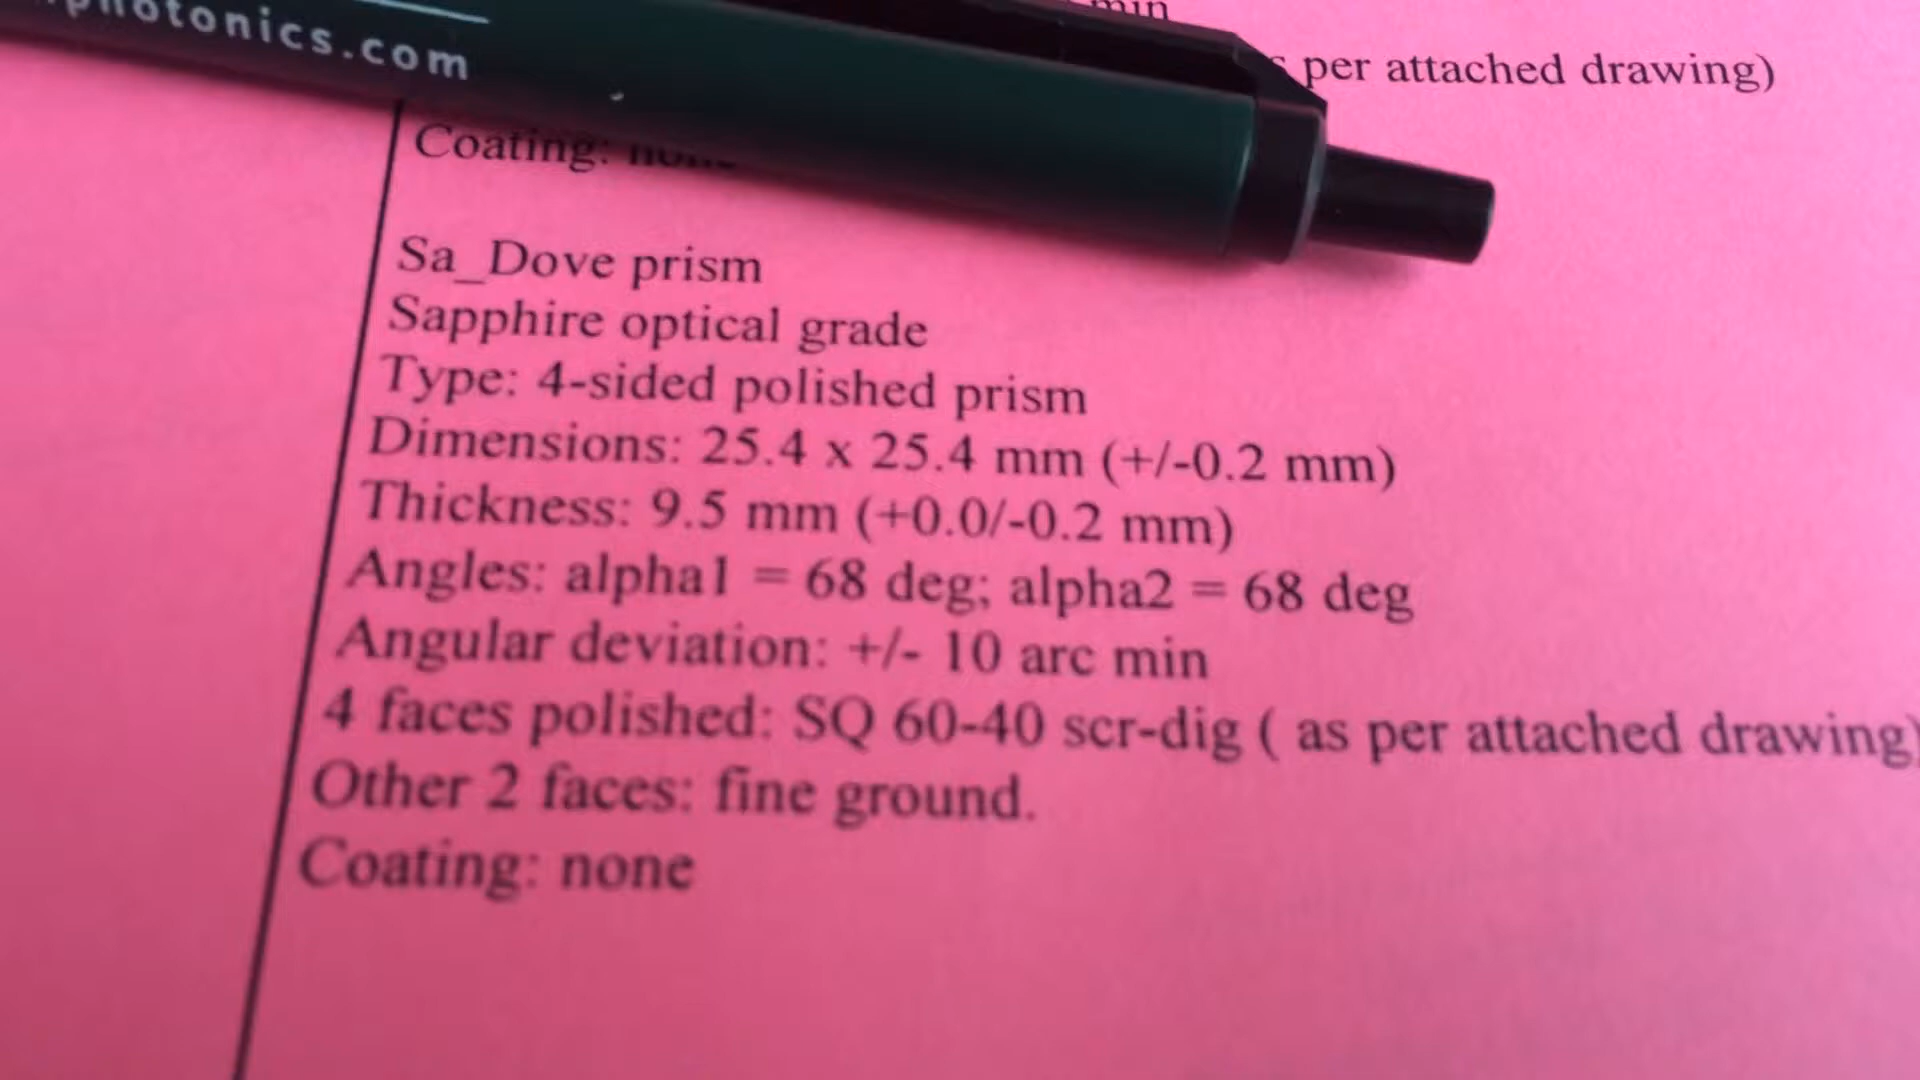 photonics.com
min
per attached drawing)
Coating: none
Sa_Dove prism
Sapphire optical grade
Type: 4-sided polished prism
Dimensions: 25.4 x 25.4 mm (+/-0.2 mm)
Thickness: 9.5 mm (+0.0/-0.2 mm)
Angles: alpha1 = 68 deg; alpha2 = 68 deg
Angular deviation: +/- 10 arc min
4 faces polished: SQ 60-40 scr-dig ( as per attached drawing)
Other 2 faces: fine ground.
Coating: none